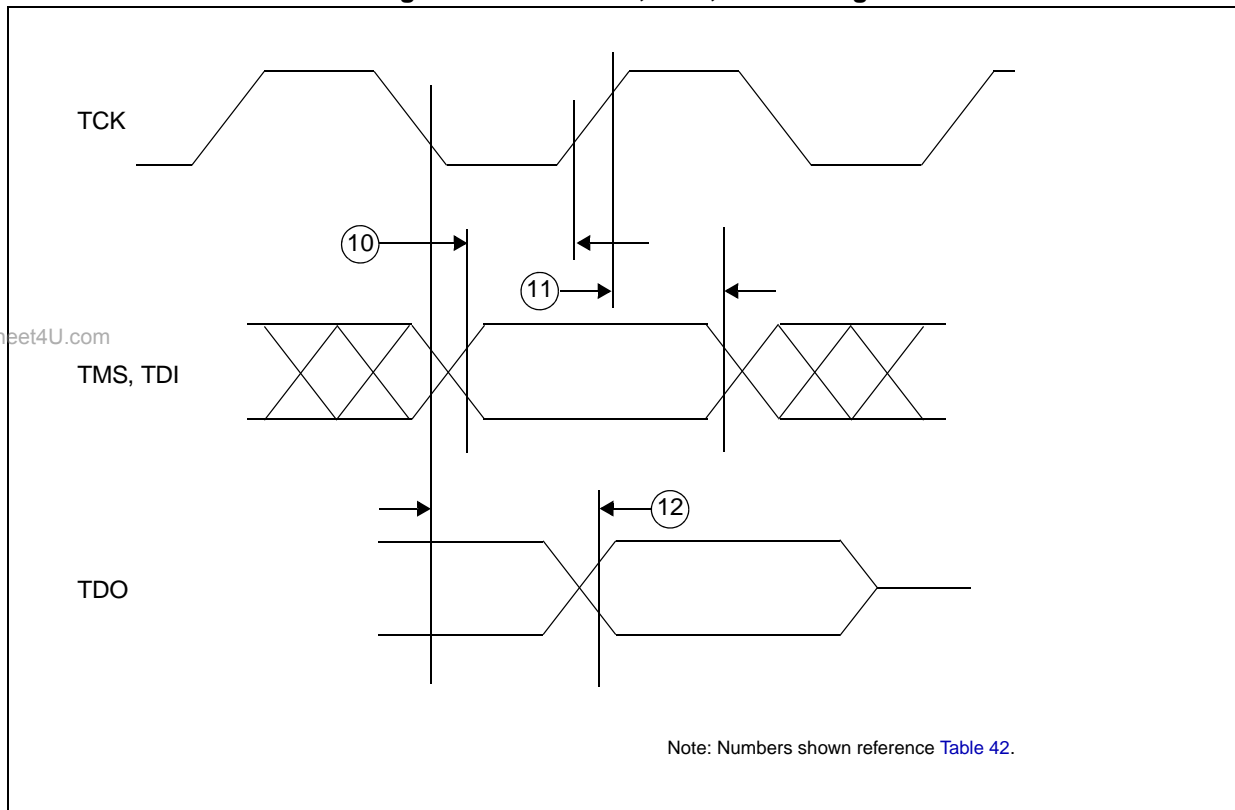 TCK
10
11
eet4U.com
TMS, TDI
12
TDO
Note: Numbers shown reference Table 42.